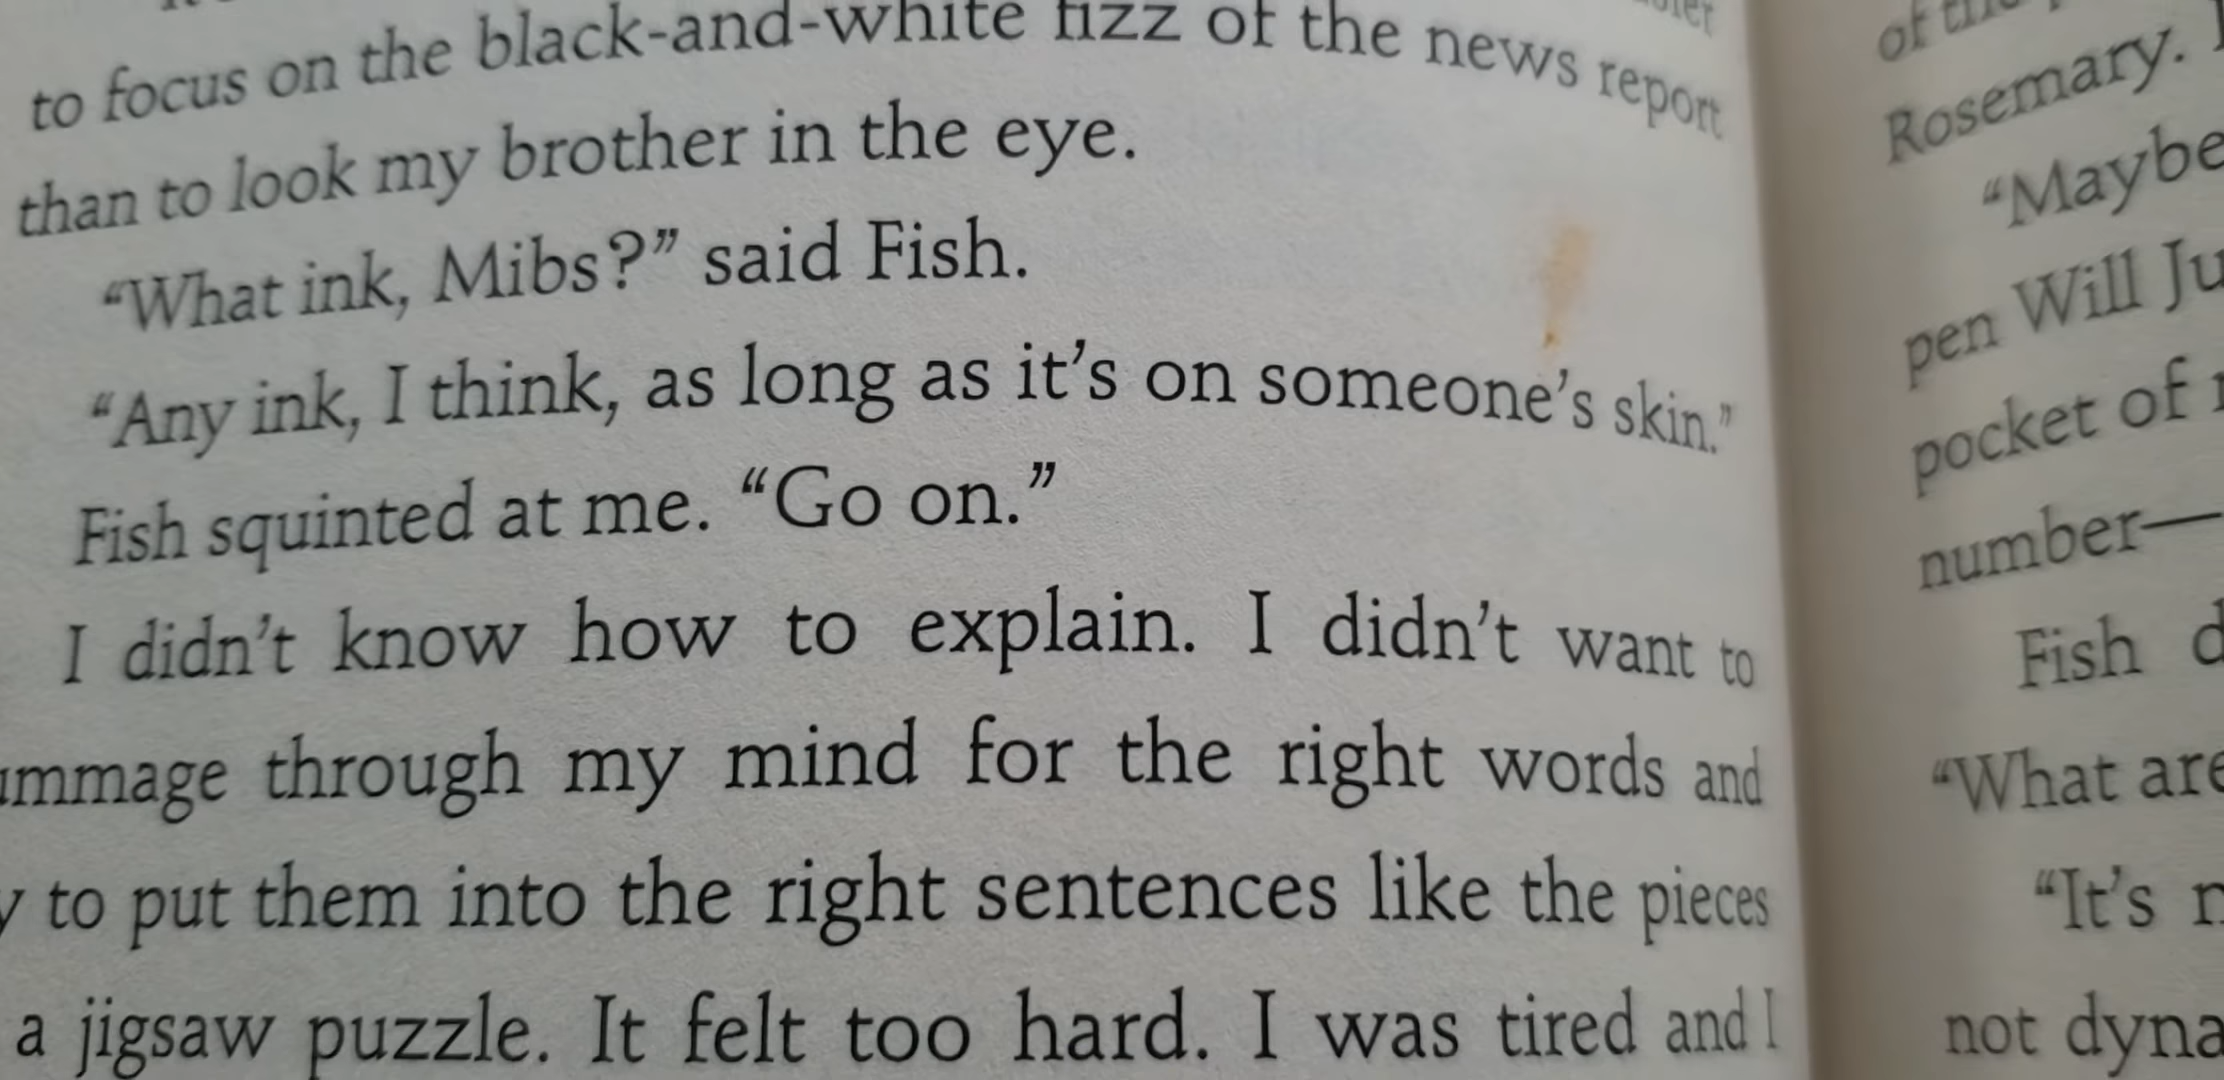 to focus on the black-and-white fizz of the news report
than to look my brother in the eye.
“What ink, Mibs?” said Fish.
“Any ink, I think, as long as it’s on someone’s skin.”
Fish squinted at me. “Go on.”
I didn’t know how to explain. I didn’t want to
mmage through my mind for the right words and
y to put them into the right sentences like the pieces
a jigsaw puzzle. It felt too hard. I was tired and I
of the
Rosemary.
“Maybe
pen Will Ju
pocket of
number—
Fish
“What are
“It’s
not dyna